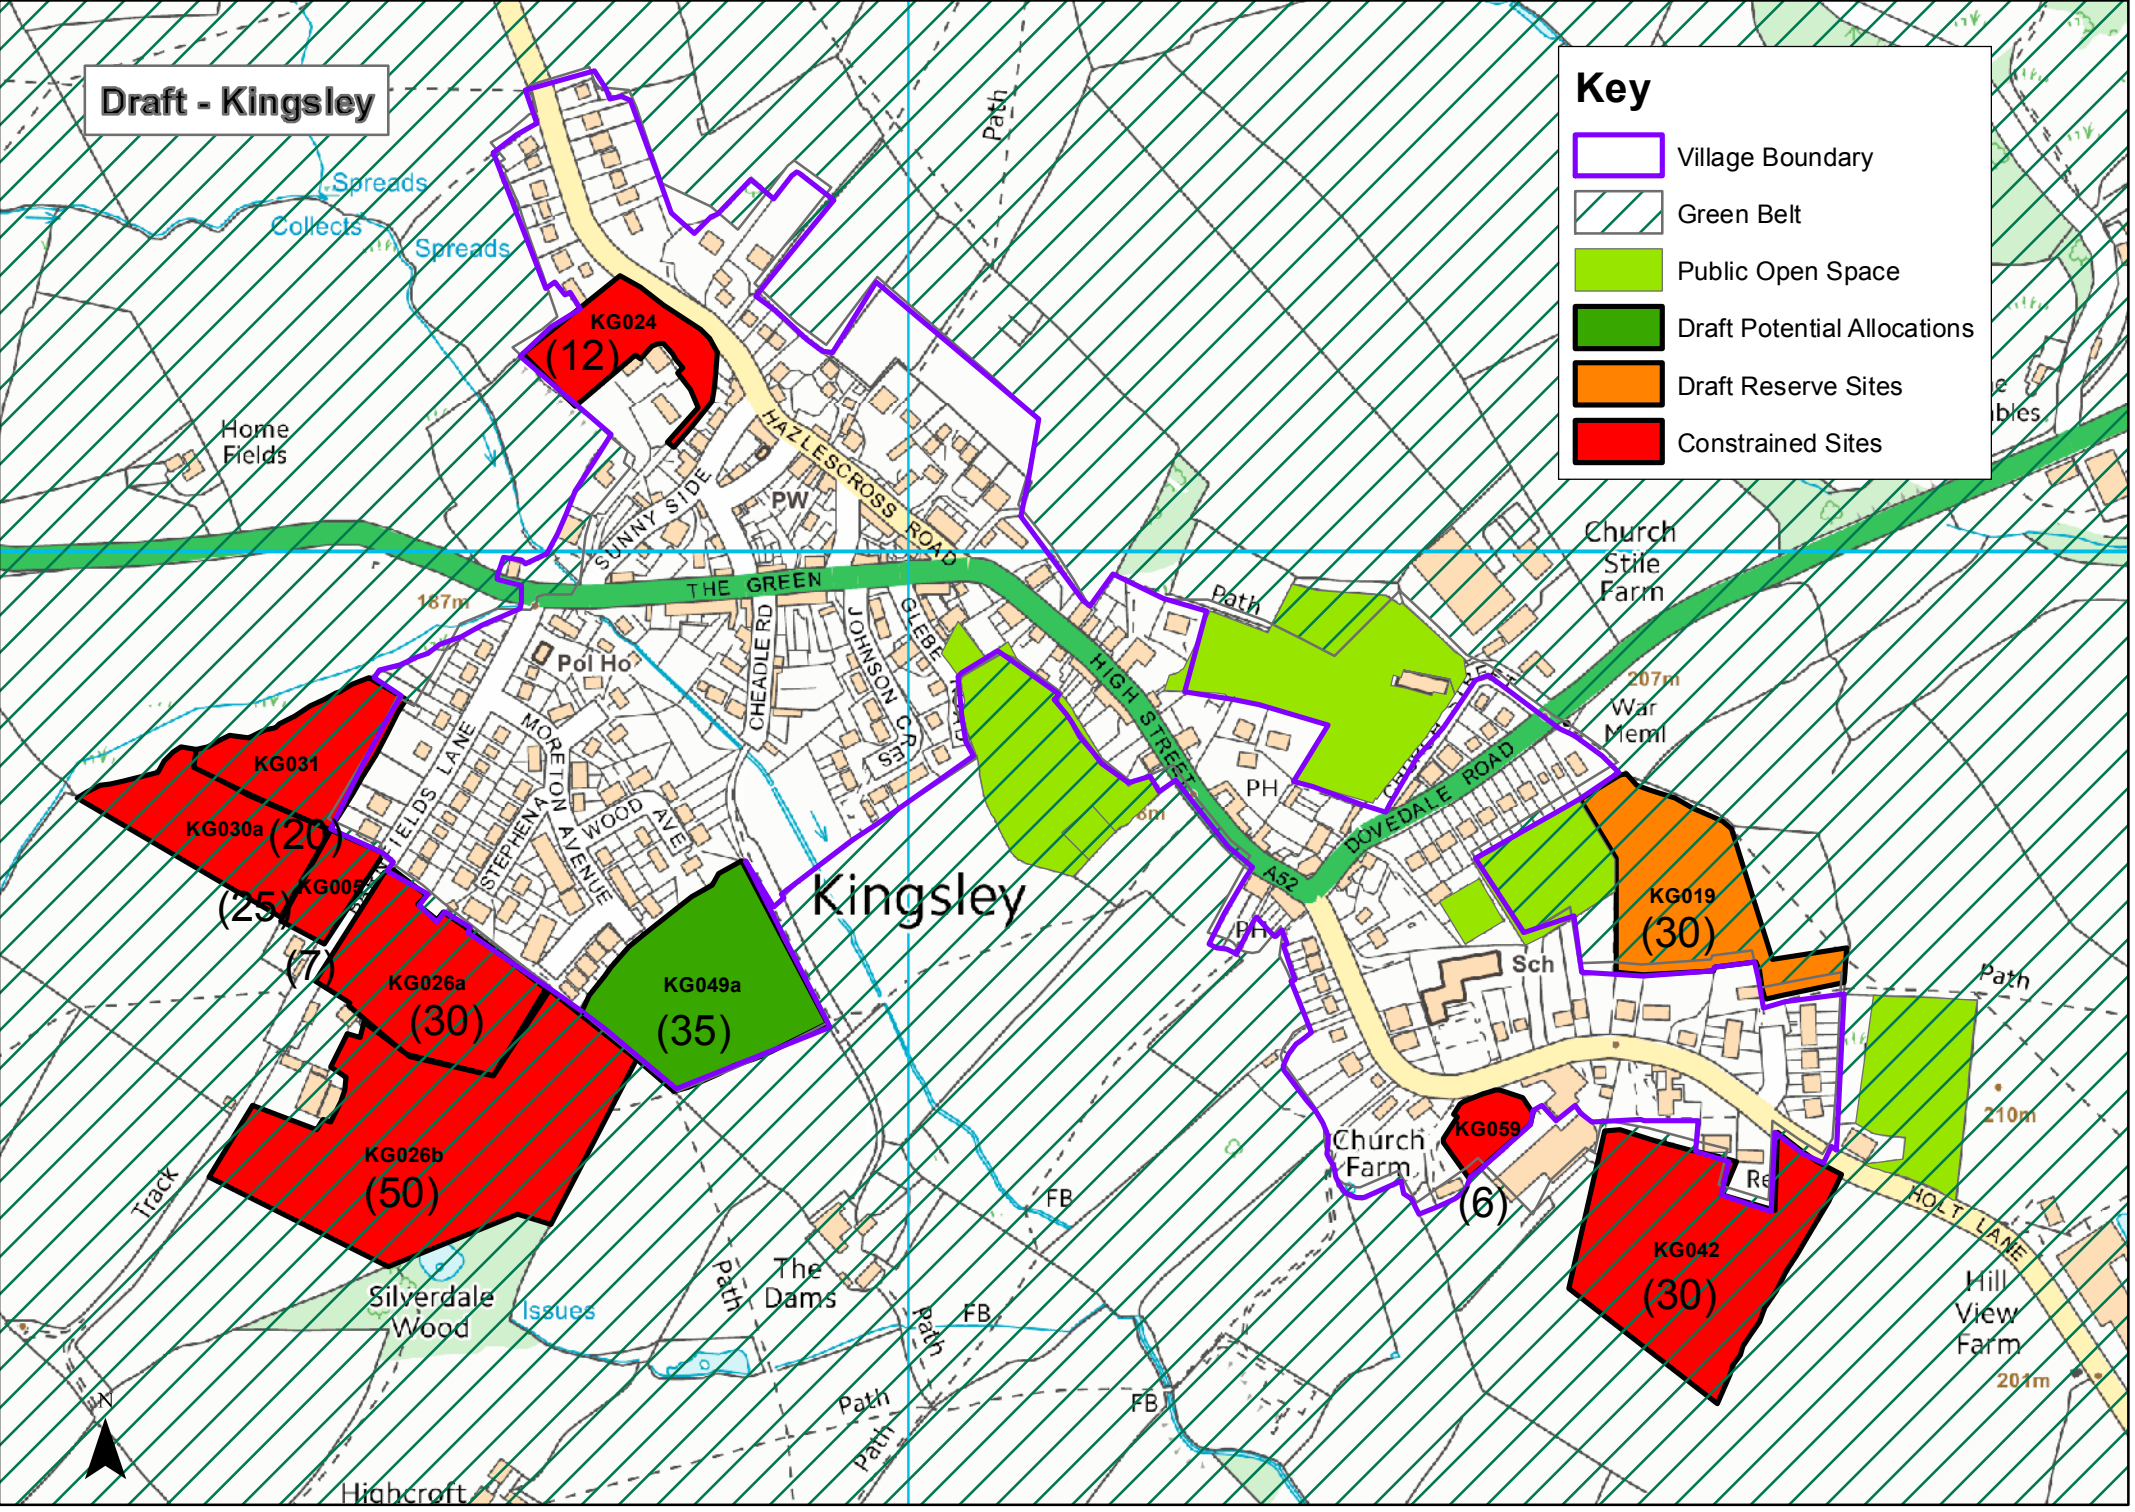 Draft - Kingsley
Key
Village Boundary
Green Belt
Public Open Space
Draft Potential Allocations
Draft Reserve Sites
Constrained Sites
Path
Spreads
Collects
Spreads
KG024
(12)
Home
Fields
HAZLESCROSS ROAD
SUNNY SIDE
PW
Church
Stile
Farm
THE GREEN
187m
Path
Pol Ho
CHEADLE RD
JOHNSON CR
GLEBE
HIGH STREET
207m
War
Meml
KG031
KG030a
(20)
MORETON AVENUE
STEPHENA
WOOD AVE
PH
DOVEDALE ROAD
KG005
(25)
(7)
Kingsley
A52
PH
KG019
(30)
Sch
Path
KG026a
(30)
KG049a
(35)
KG026b
(50)
Track
Church
Farm
KG059
(6)
210m
HOLT LANE
FB
KG042
(30)
Hill
View
Farm
201m
Silverdale
Wood
Issues
Path
The
Dams
Path
FB
Path
Path
FB
N
Highcroft